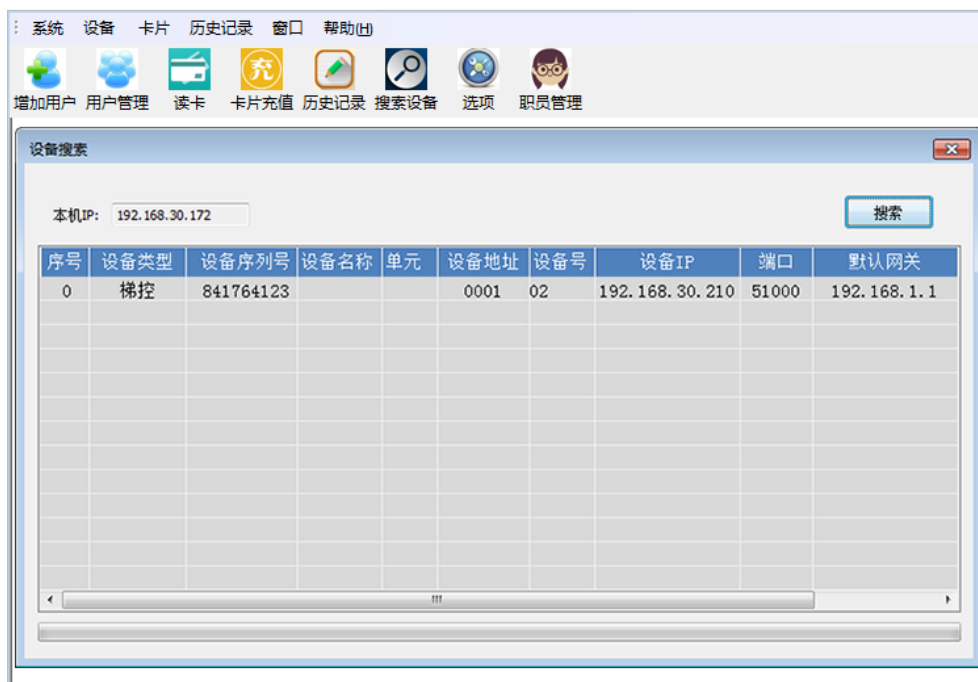 系统 设备 卡片 历史记录 窗口 帮助(H)
充
增加用户 用户管理 读卡 卡片充值 历史记录 搜索设备 选项 职员管理
设备搜索
本机IP: 192.168.30.172 搜索
序号 设备类型 设备序列号 设备名称 单元 设备地址 设备号 设备IP 端口 默认网关
0 梯控 841764123 0001 02 192.168.30.210 51000 192.168.1.1